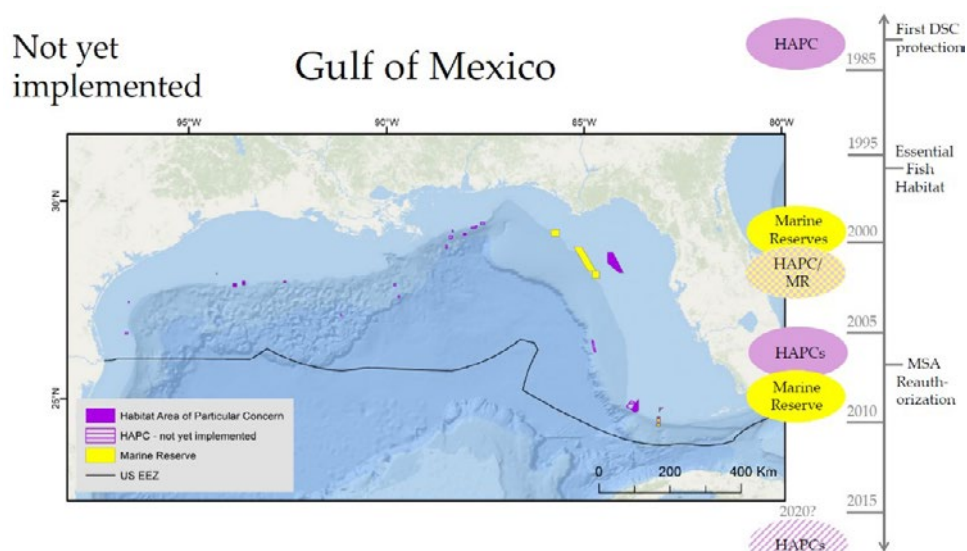 Not yet
implemented
Gulf of Mexico
95°W
90°W
85°W
80°W
30°N
25°N
Habitat Area of Particular Concern
HAPC - not yet implemented
Marine Reserve
US EEZ
0 200 400 Km
HAPC
First DSC
protection
1985
1995
Essential
Fish
Habitat
Marine
Reserves
2000
HAPC/
MR
2005
HAPCs
MSA
Reauth-
orization
Marine
Reserve
2010
2015
2020?
HAPCs